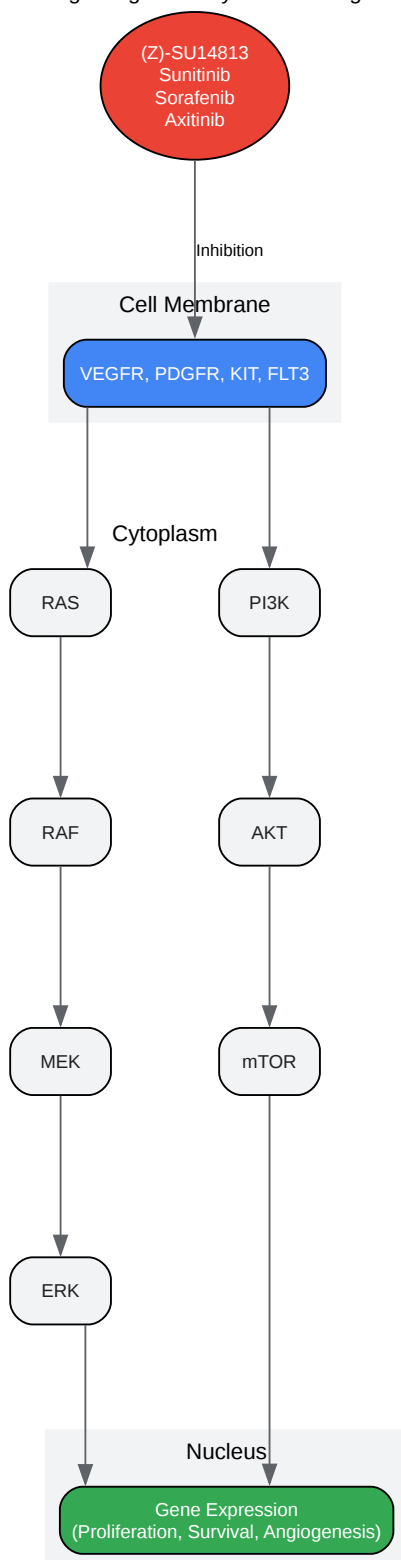 (Z)-SU14813
Sunitinib
Sorafenib
Axitinib
Inhibition
Cell Membrane
VEGFR, PDGFR, KIT, FLT3
Cytoplasm
RAS
PI3K
RAF
AKT
MEK
mTOR
ERK
Nucleus
Gene Expression
(Proliferation, Survival, Angiogenesis)